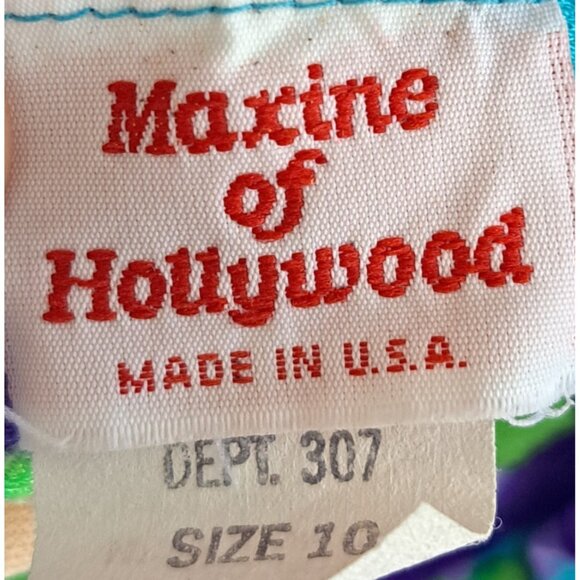 Maxine
of
Hollywood
MADE IN U.S.A.
DEPT. 307
SIZE 10